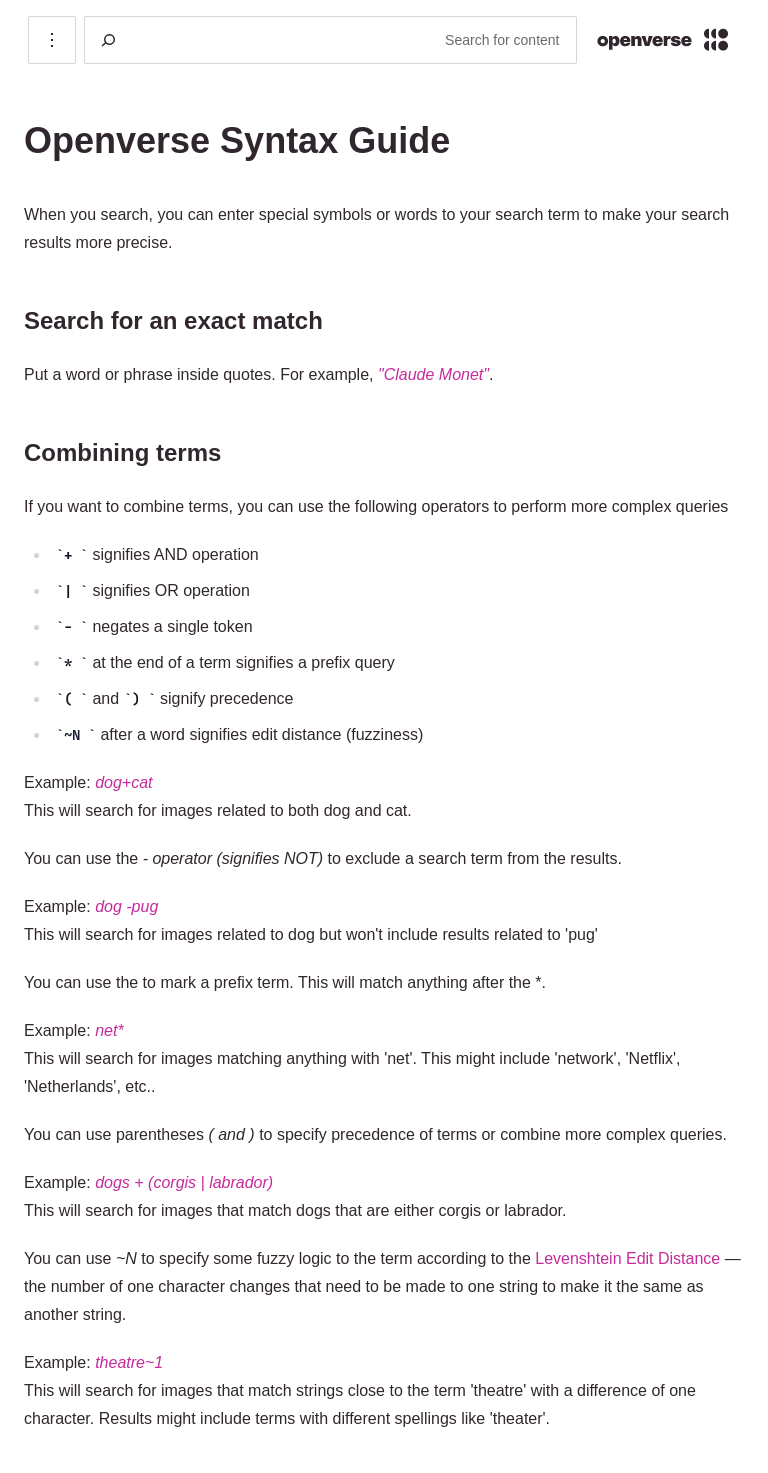 Search for content
openverse
Openverse Syntax Guide
When you search, you can enter special symbols or words to your search term to make your search
results more precise.
Search for an exact match
Put a word or phrase inside quotes. For example, "Claude Monet".
Combining terms
If you want to combine terms, you can use the following operators to perform more complex queries
`+ ` signifies AND operation
`| ` signifies OR operation
`- ` negates a single token
`* ` at the end of a term signifies a prefix query
`( ` and `) ` signify precedence
`~N ` after a word signifies edit distance (fuzziness)
Example: dog+cat
This will search for images related to both dog and cat.
You can use the - operator (signifies NOT) to exclude a search term from the results.
Example: dog -pug
This will search for images related to dog but won't include results related to 'pug'
You can use the to mark a prefix term. This will match anything after the *.
Example: net*
This will search for images matching anything with 'net'. This might include 'network', 'Netflix',
'Netherlands', etc..
You can use parentheses ( and ) to specify precedence of terms or combine more complex queries.
Example: dogs + (corgis | labrador)
This will search for images that match dogs that are either corgis or labrador.
You can use ~N to specify some fuzzy logic to the term according to the Levenshtein Edit Distance —
the number of one character changes that need to be made to one string to make it the same as
another string.
Example: theatre~1
This will search for images that match strings close to the term 'theatre' with a difference of one
character. Results might include terms with different spellings like 'theater'.